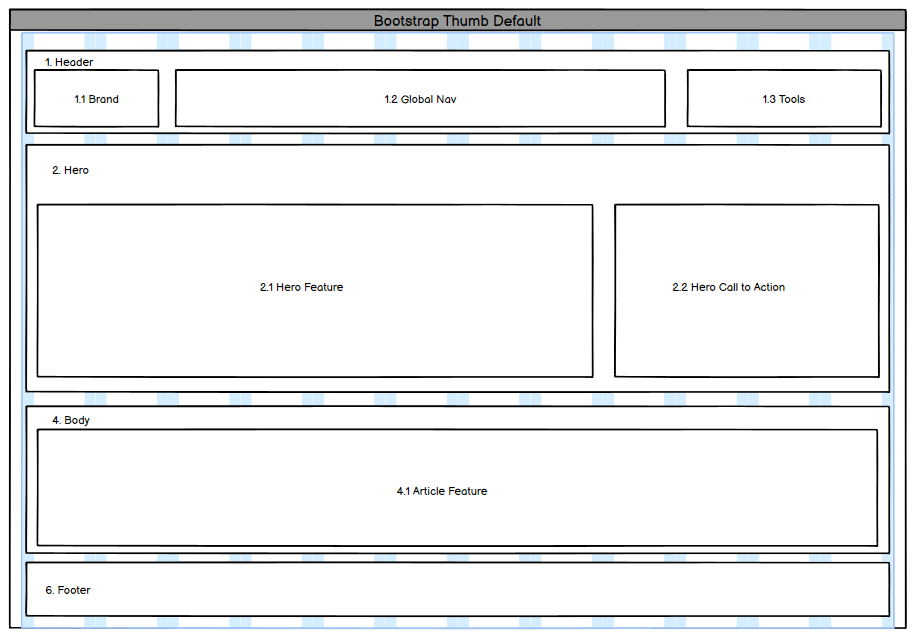 Bootstrap Thumb Default
1. Header
1.1 Brand
1.2 Global Nav
1.3 Tools
2. Hero
2.1 Hero Feature
2.2 Hero Call to Action
4. Body
4.1 Article Feature
6. Footer